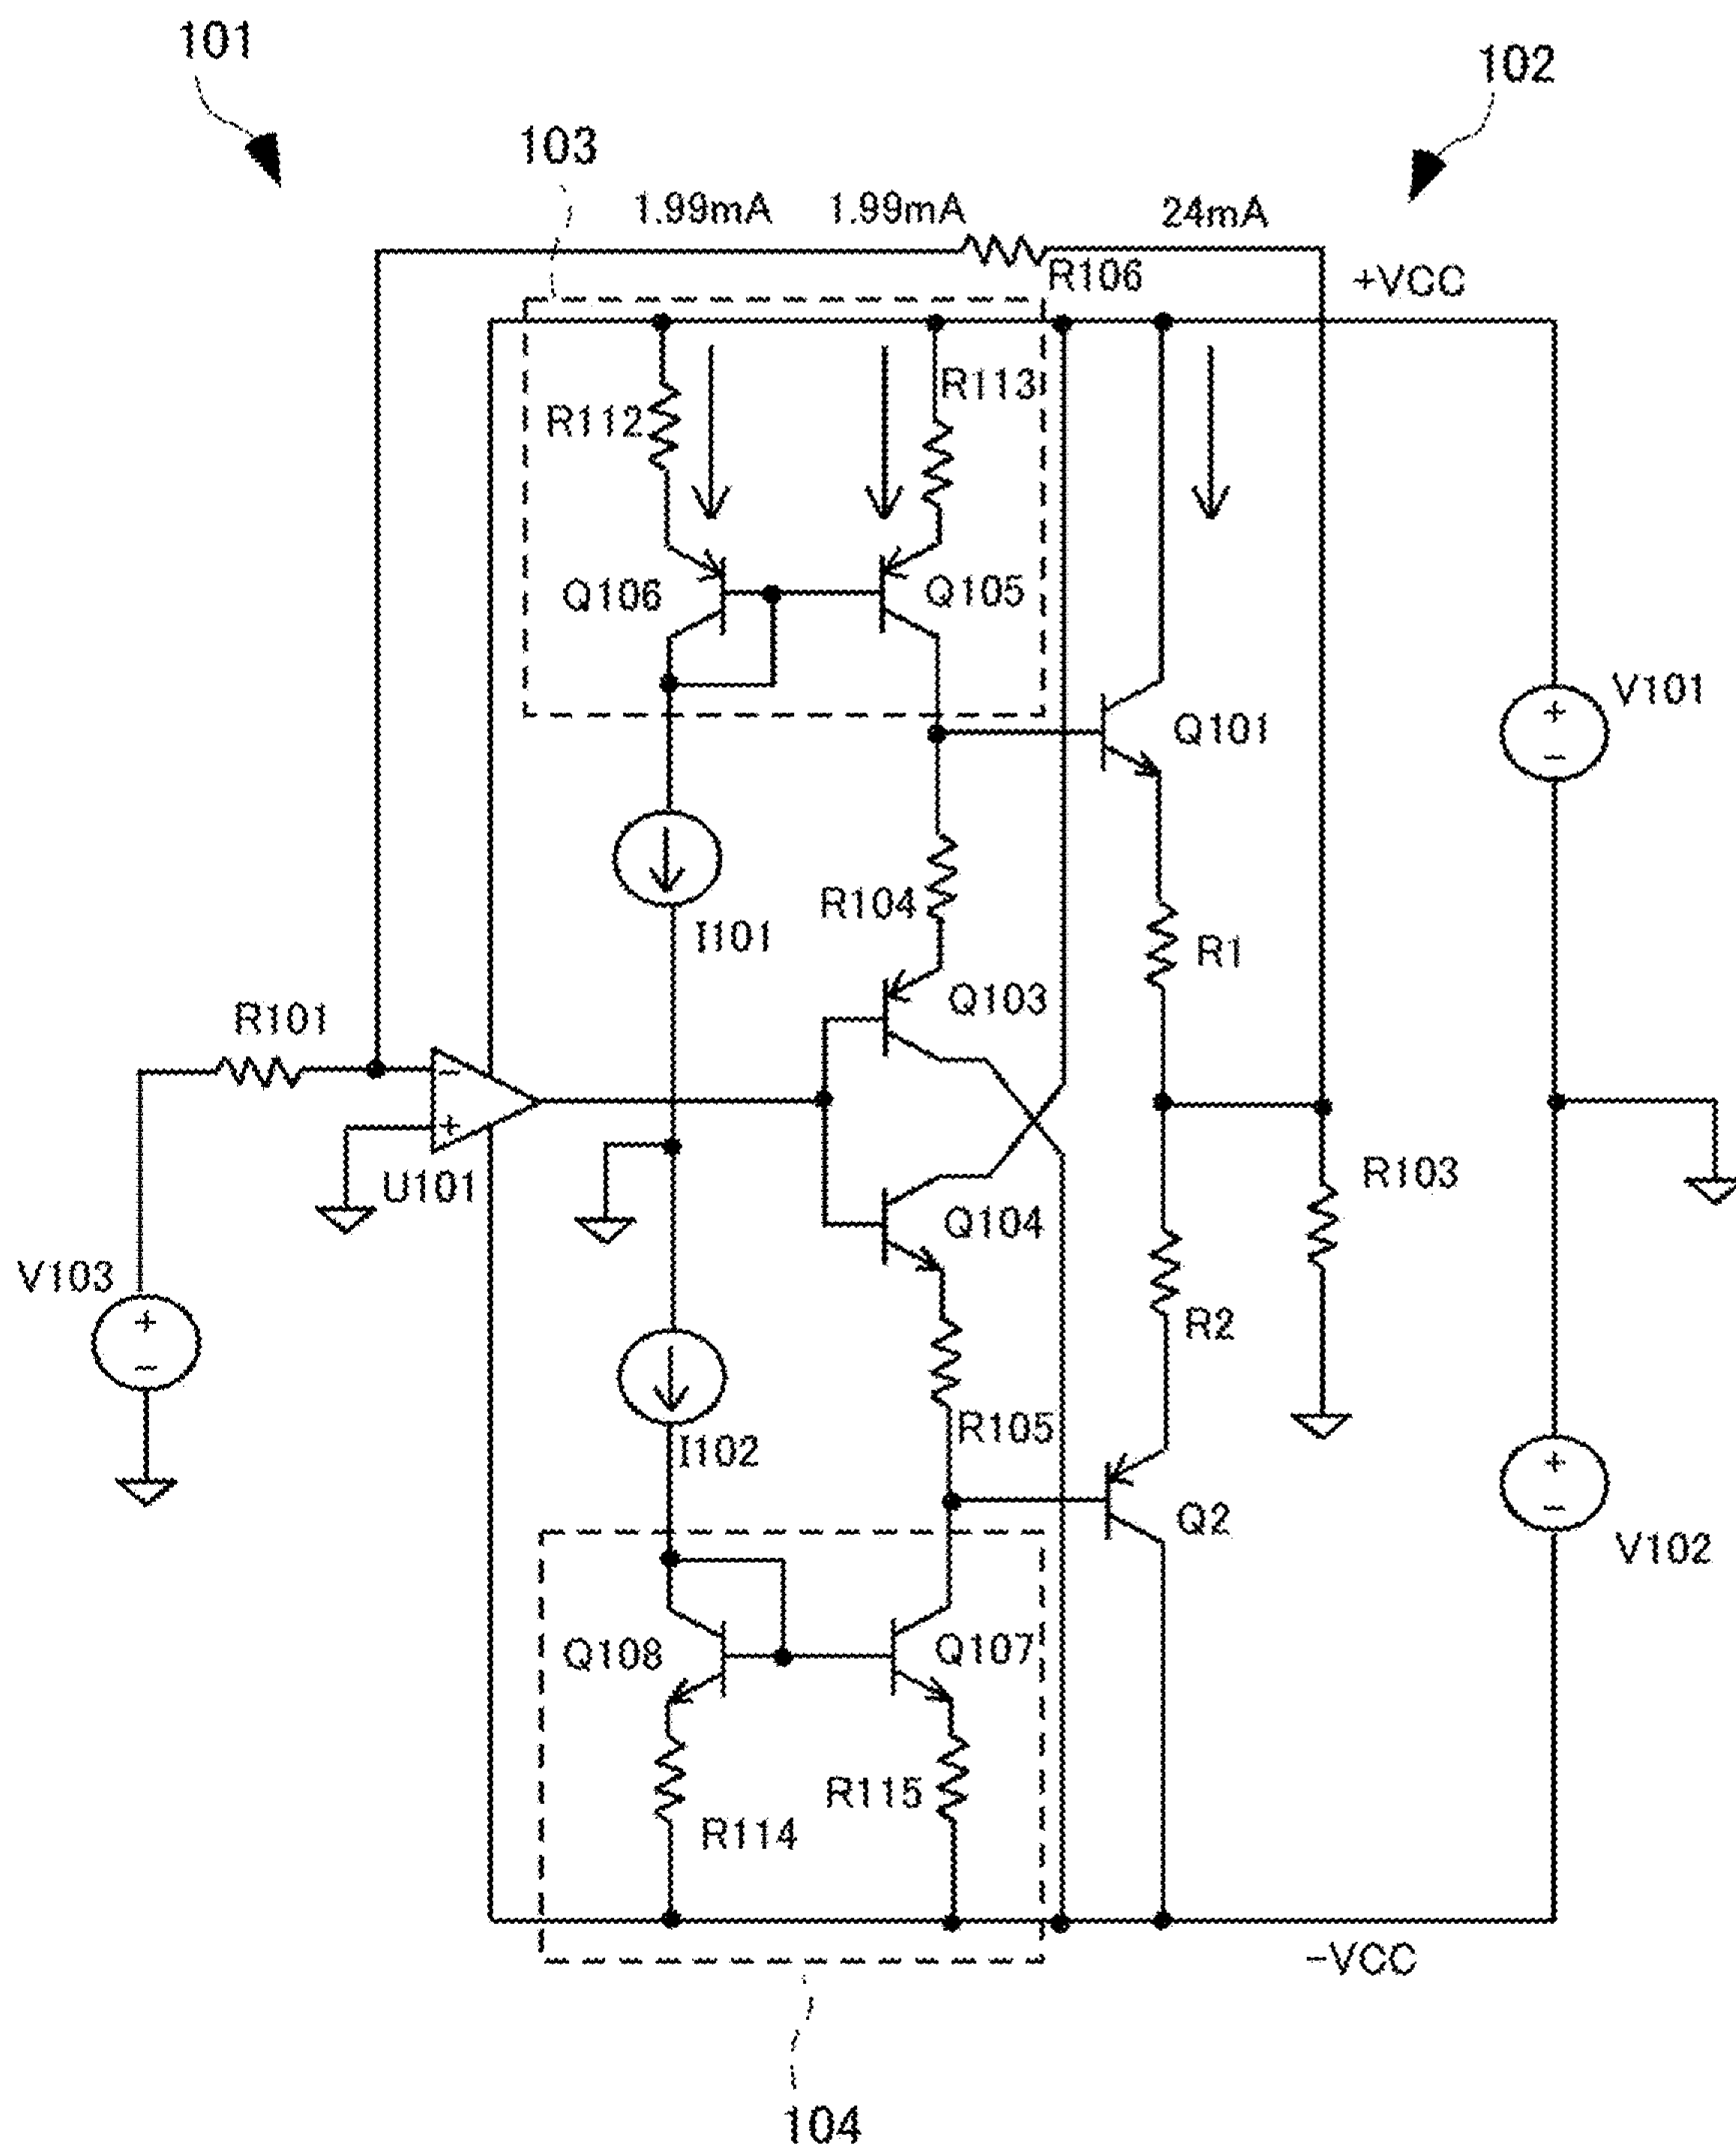 101
102
103
1.99mA 1.99mA 24mA
R106
+VCC
R113
R112
Q106
Q105
V101
+
−
Q101
R104
I101
R1
Q103
R101
−
+
U101
R103
Q104
V103
+
−
R2
R105
I102
+
−
Q2
V102
Q108
Q107
R115
R114
−VCC
104